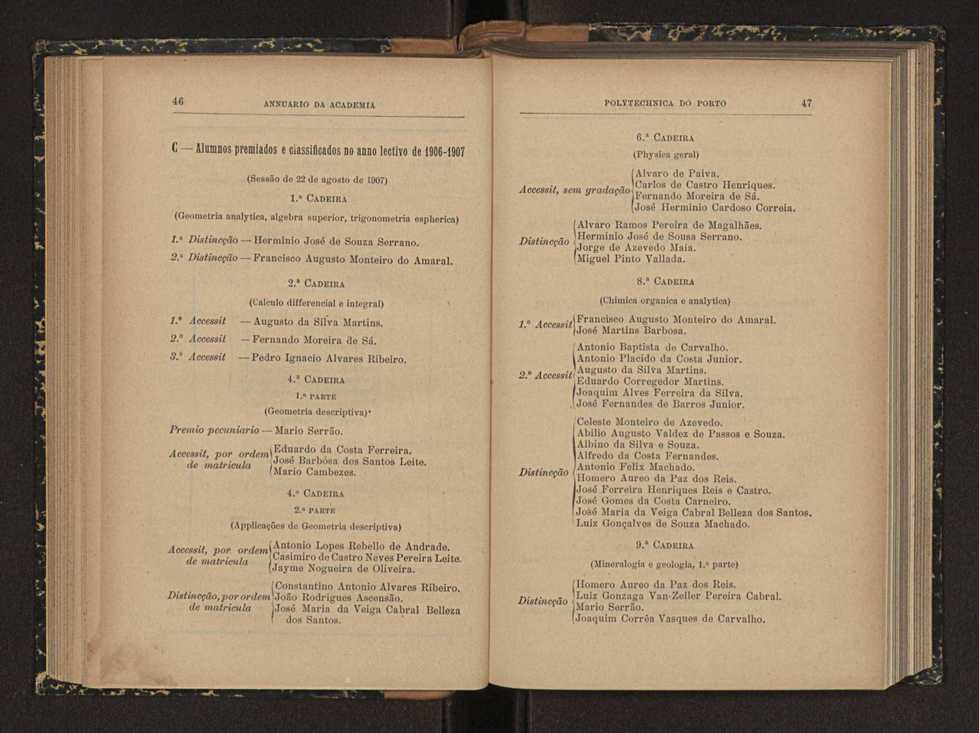 46
ANNUARIO DA ACADEMIA
C — Alumnos premiados e classificados no anno lectivo de 1906-1907
(Sessão de 22 de agosto de 1907)
1.ª CADEIRA
(Geometria analytica, algebra superior, trigonometria espherica)
1.ª Distincção — Herminio José de Souza Serrano.
2.ª Distincção — Francisco Augusto Monteiro do Amaral.
2.ª CADEIRA
(Calculo differencial e integral)
1.º Accessit — Augusto da Silva Martins.
2.º Accessit — Fernando Moreira de Sá.
3.º Accessit — Pedro Ignacio Alvares Ribeiro.
4.ª CADEIRA
1.ª PARTE
(Geometria descriptiva)
Premio pecuniario — Mario Serrão.
Accessit, por ordem de matricula
Eduardo da Costa Ferreira.
José Barbósa dos Santos Leite.
Mario Cambezes.
4.ª CADEIRA
2.ª PARTE
(Applicações de Geometria descriptiva)
Accessit, por ordem de matricula
Antonio Lopes Rebello de Andrade.
Casimiro de Castro Neves Pereira Leite.
Jayme Nogueira de Oliveira.
Distincção, por ordem de matricula
Constantino Antonio Alvares Ribeiro.
João Rodrigues Ascensão.
José Maria da Veiga Cabral Belleza
dos Santos.
POLYTECHNICA DO PORTO
47
6.ª CADEIRA
(Physica geral)
Accessit, sem gradação
Alvaro de Paiva.
Carlos de Castro Henriques.
Fernando Moreira de Sá.
José Herminio Cardoso Correia.
Distincção
Alvaro Ramos Pereira de Magalhães.
Herminio José de Sousa Serrano.
Jorge de Azevedo Maia.
Miguel Pinto Vallada.
8.ª CADEIRA
(Chimica organica e analytica)
1.º Accessit
Francisco Augusto Monteiro do Amaral.
José Martins Barbosa.
2.º Accessit
Antonio Baptista de Carvalho.
Antonio Placido da Costa Junior.
Augusto da Silva Martins.
Eduardo Corregedor Martins.
Joaquim Alves Ferreira da Silva.
José Fernandes de Barros Junior.
Distincção
Celeste Monteiro de Azevedo.
Abilio Augusto Valdez de Passos e Souza.
Albino da Silva e Souza.
Alfredo da Costa Fernandes.
Antonio Felix Machado.
Homero Aureo da Paz dos Reis.
José Ferreira Henriques Reis e Castro.
José Gomes da Costa Carneiro.
José Maria da Veiga Cabral Belleza dos Santos.
Luiz Gonçalves de Souza Machado.
9.ª CADEIRA
(Mineralogia e geologia, 1.ª parte)
Distincção
Homero Aureo da Paz dos Reis.
Luiz Gonzaga Van-Zeller Pereira Cabral.
Mario Serrão.
Joaquim Corrêa Vasques de Carvalho.